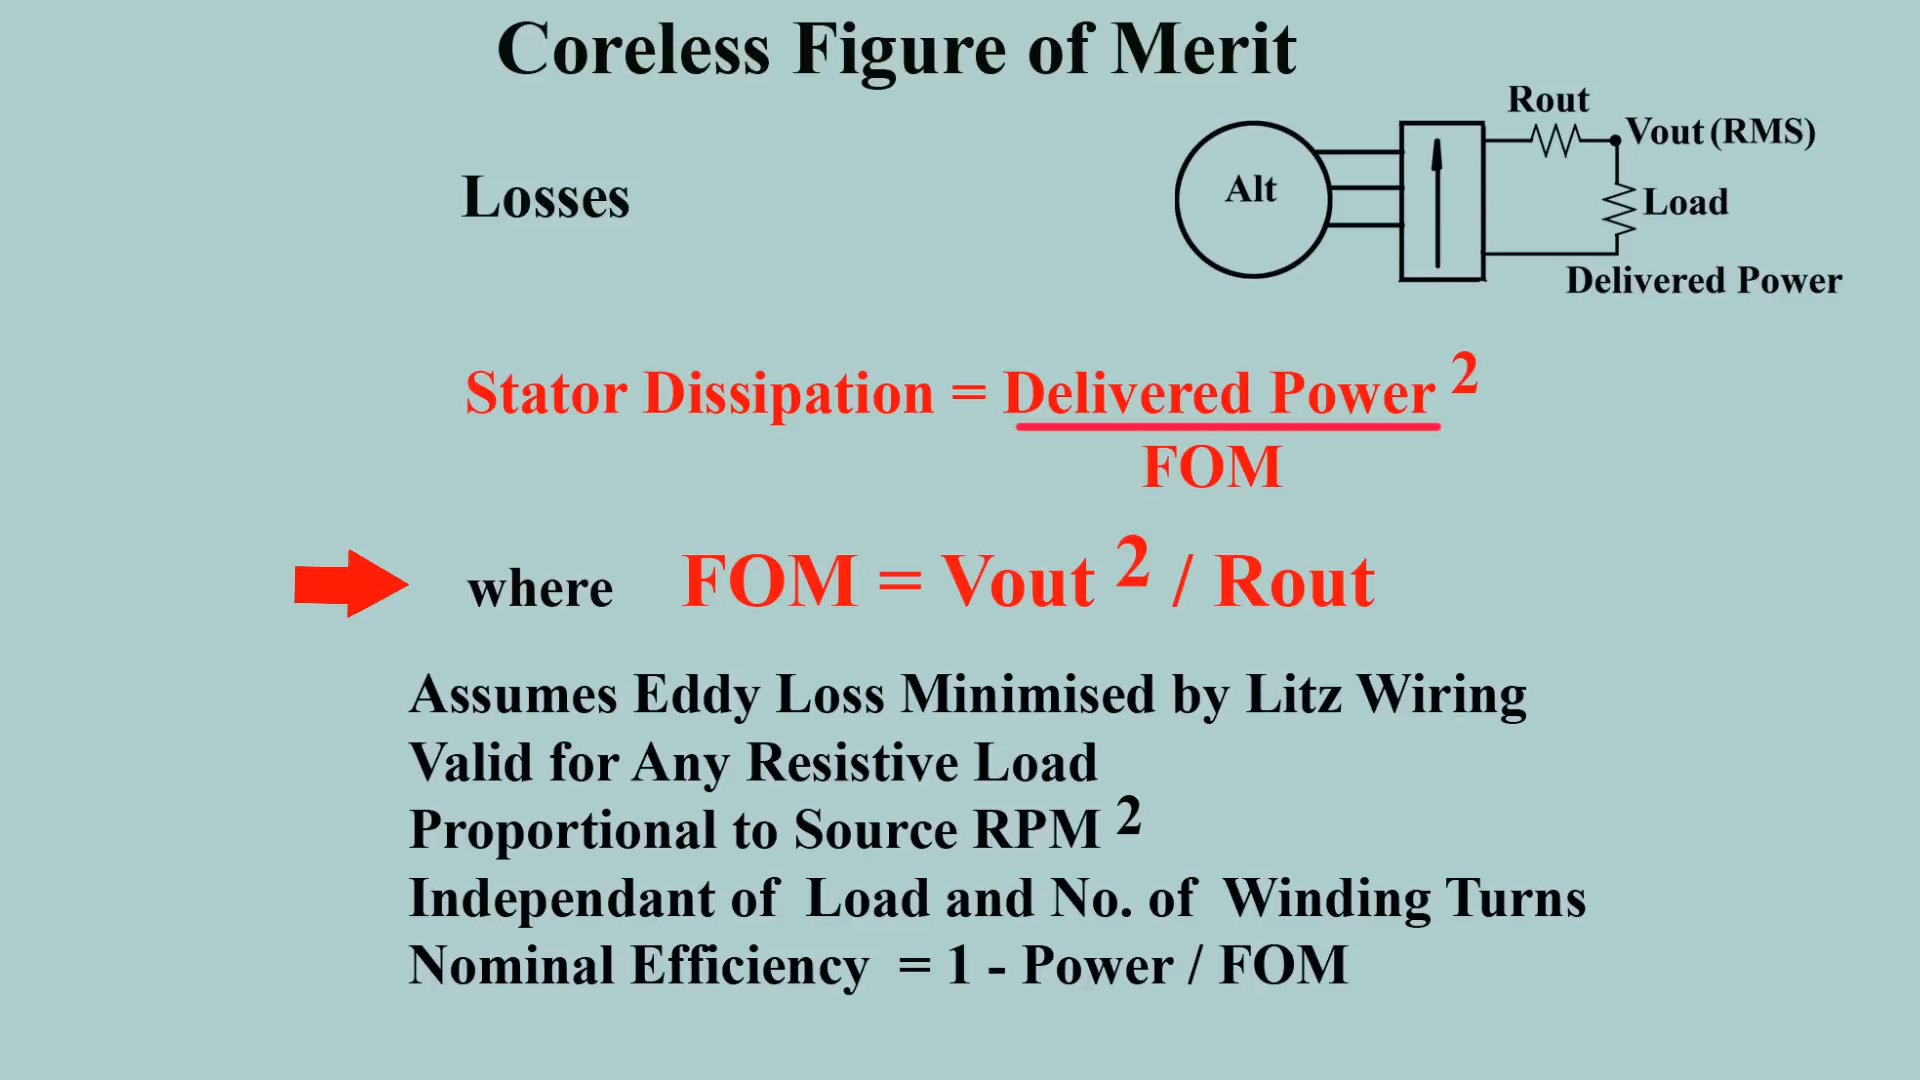 Coreless Figure of Merit
Rout
Vout (RMS)
Alt
Load
Delivered Power
Losses
Stator Dissipation = Delivered Power 2
FOM
where FOM = Vout 2 / Rout
Assumes Eddy Loss Minimised by Litz Wiring
Valid for Any Resistive Load
Proportional to Source RPM 2
Independant of Load and No. of Winding Turns
Nominal Efficiency = 1 - Power / FOM